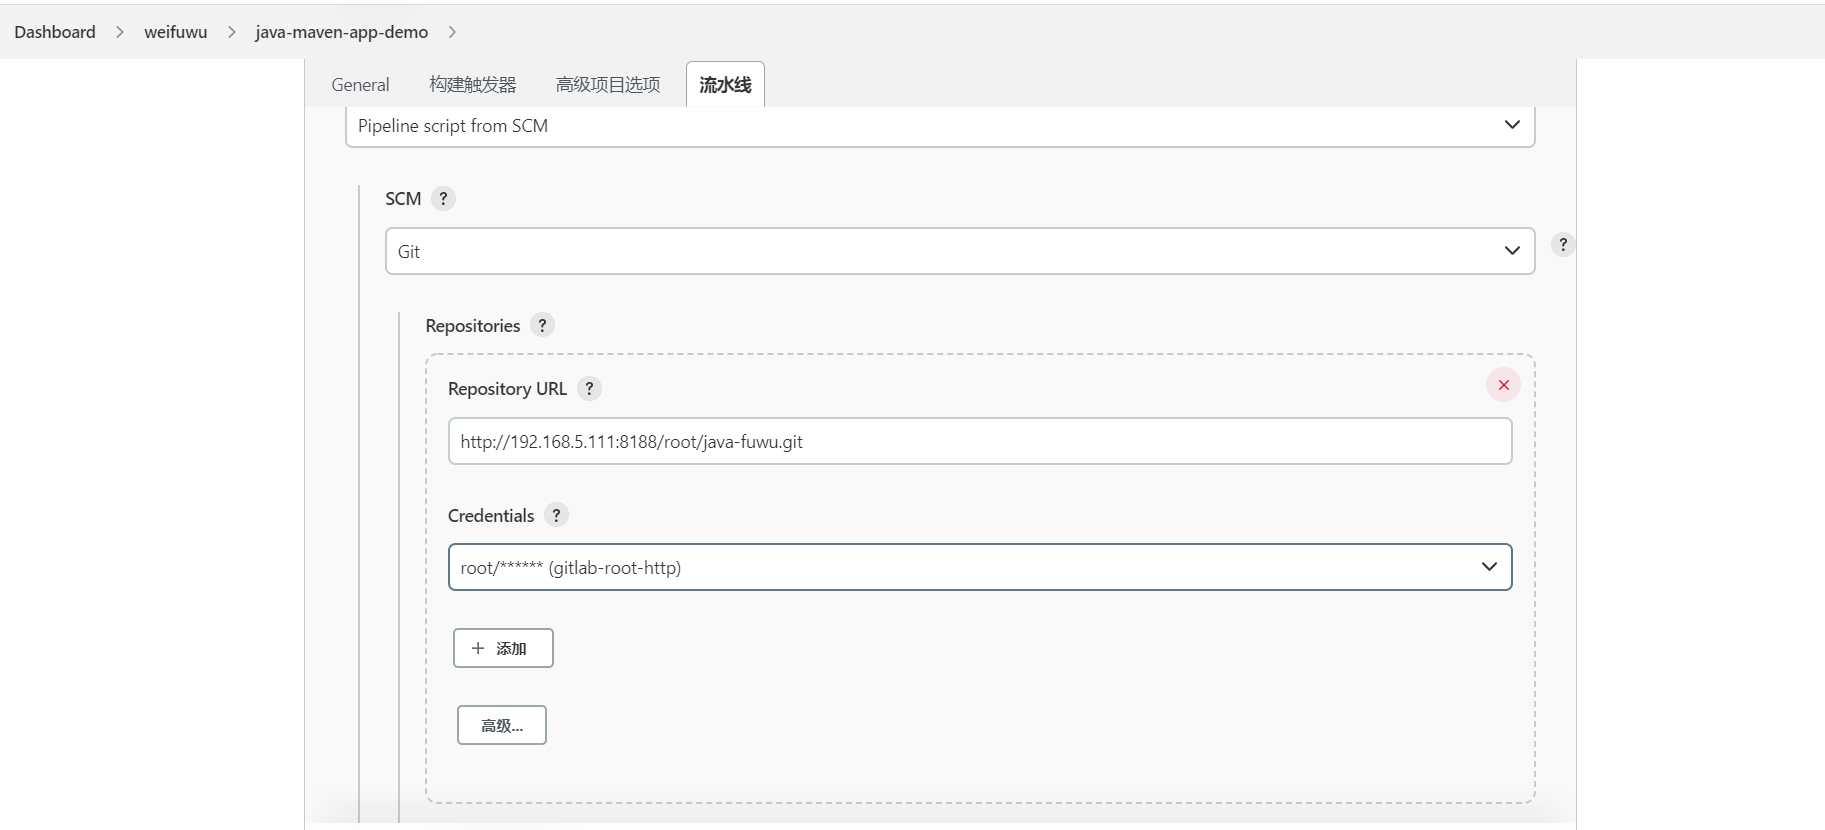 Dashboard > weifuwu > java-maven-app-demo >
General 构建触发器 高级项目选项 流水线
Pipeline script from SCM
SCM ?
Git
?
Repositories ?
Repository URL ?
http://192.168.5.111:8188/root/java-fuwu.git
Credentials ?
root/****** (gitlab-root-http)
+ 添加
高级...